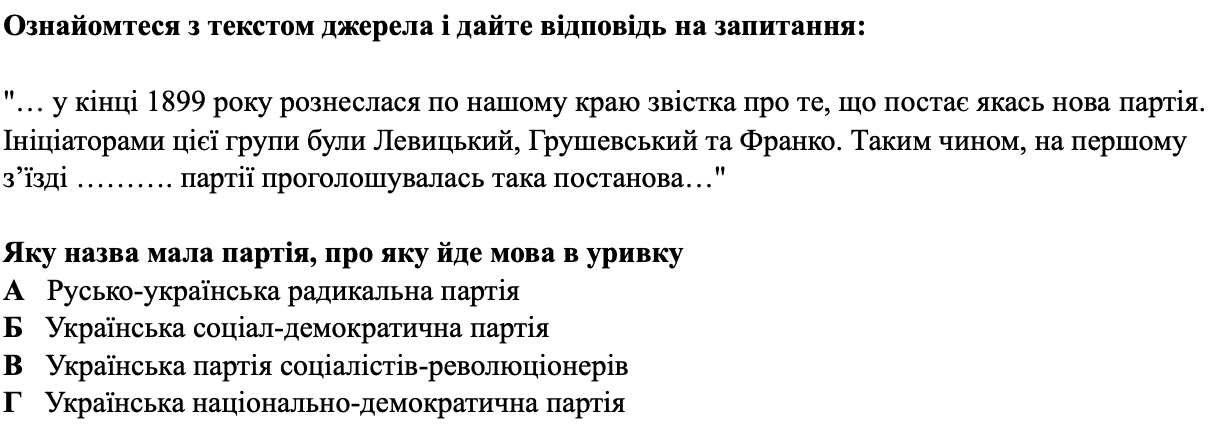 Ознайомтеся з текстом джерела і дайте відповідь на запитання:
"… у кінці 1899 року рознеслася по нашому краю звістка про те, що постає якась нова партія.
Ініціаторами цієї групи були Левицький, Грушевський та Франко. Таким чином, на першому
з’їзді ………. партії проголошувалась така постанова…"
Яку назва мала партія, про яку йде мова в уривку
А Русько-українська радикальна партія
Б Українська соціал-демократична партія
В Українська партія соціалістів-революціонерів
Г Українська національно-демократична партія